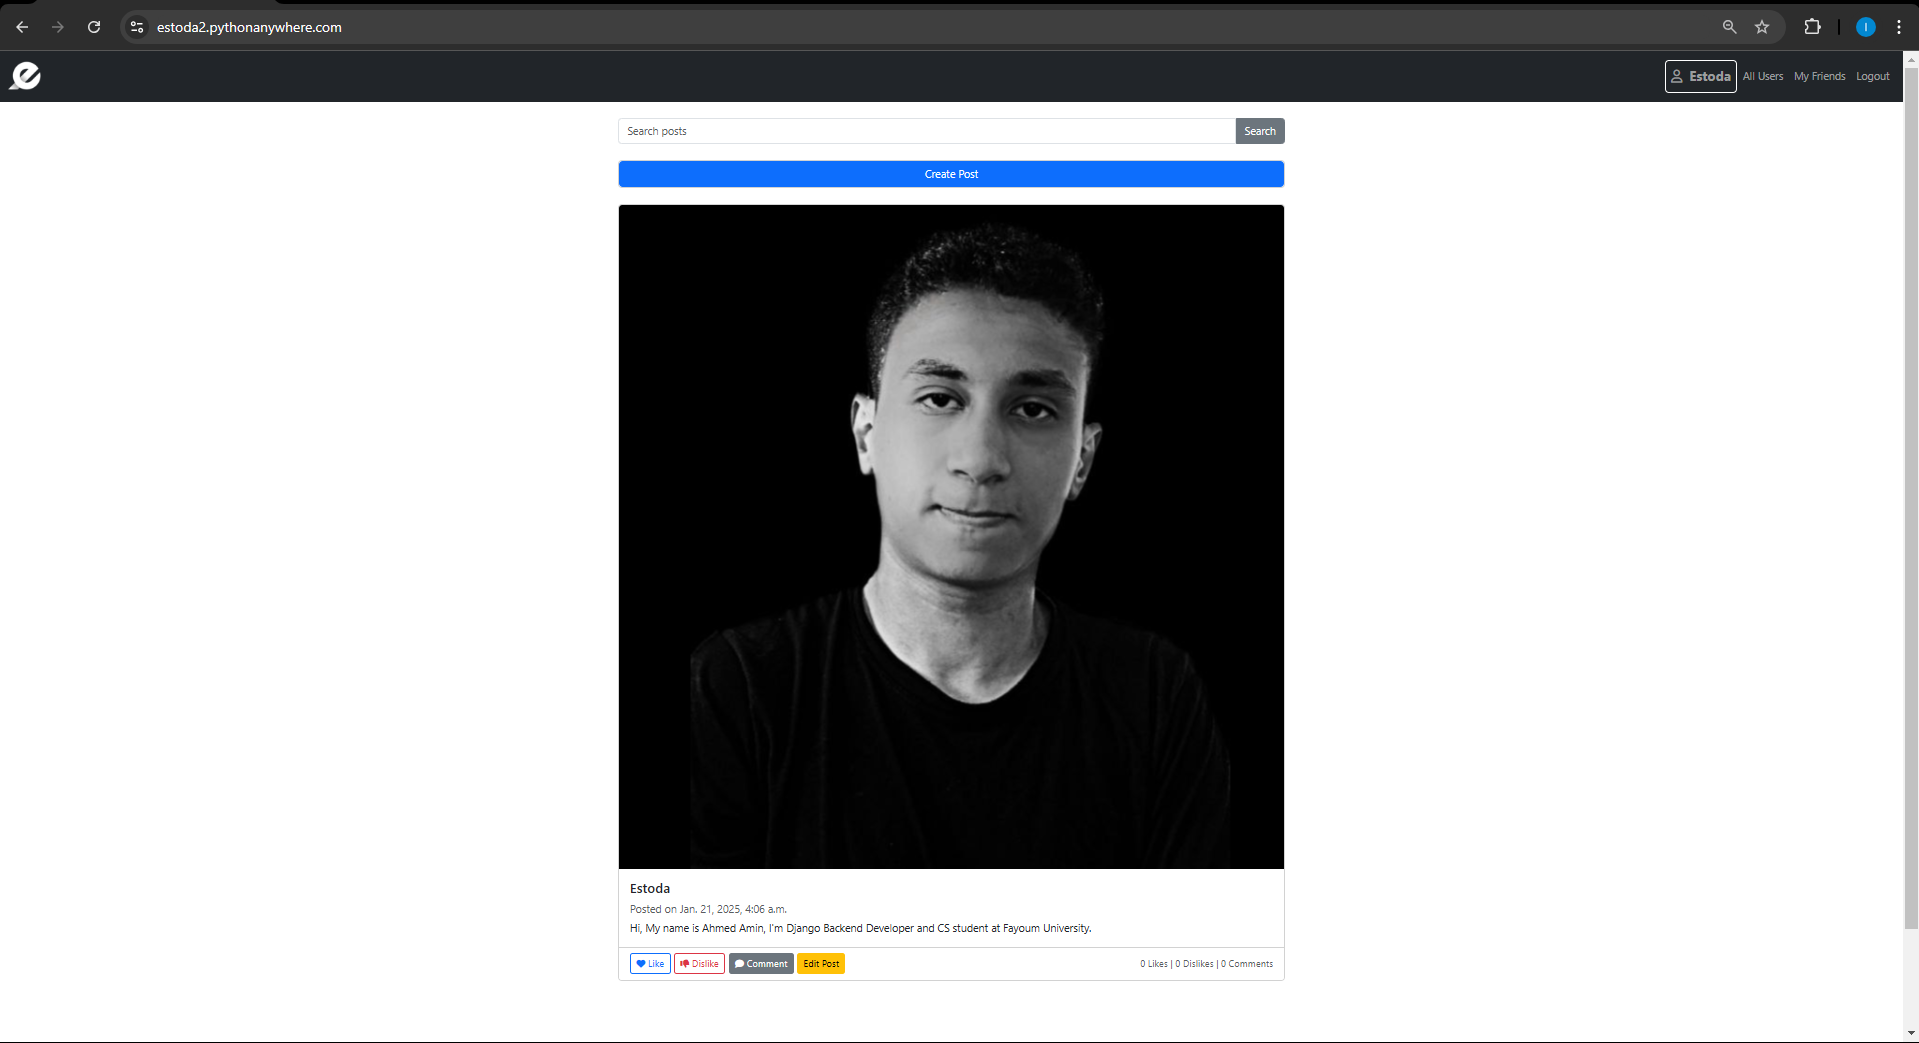 estoda2.pythonanywhere.com
Estoda All Users My Friends Logout
Search posts Search
Create Post
Estoda
Posted on Jan. 21, 2025, 4:06 a.m.
Hi, My name is Ahmed Amin, I'm Django Backend Developer and CS student at Fayoum University.
Like Dislike Comment Edit Post 0 Likes | 0 Dislikes | 0 Comments